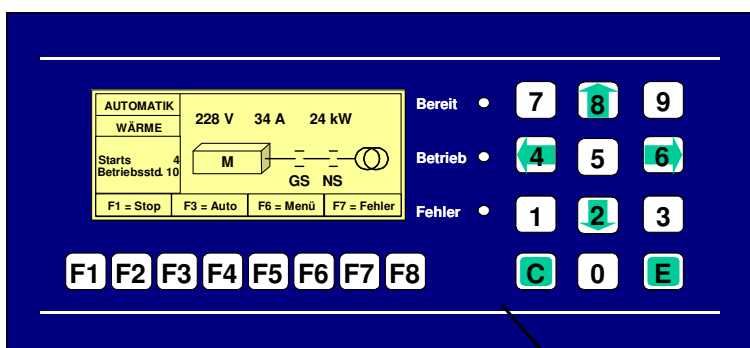 AUTOMATIK
WÄRME
228 V 34 A 24 kW
Starts 4
Betriebsstd. 10
M
GS NS
F1 = Stop F3 = Auto F6 = Menü F7 = Fehler
Bereit
Betrieb
Fehler
7 8 9
4 5 6
1 2 3
C 0 E
F1 F2 F3 F4 F5 F6 F7 F8